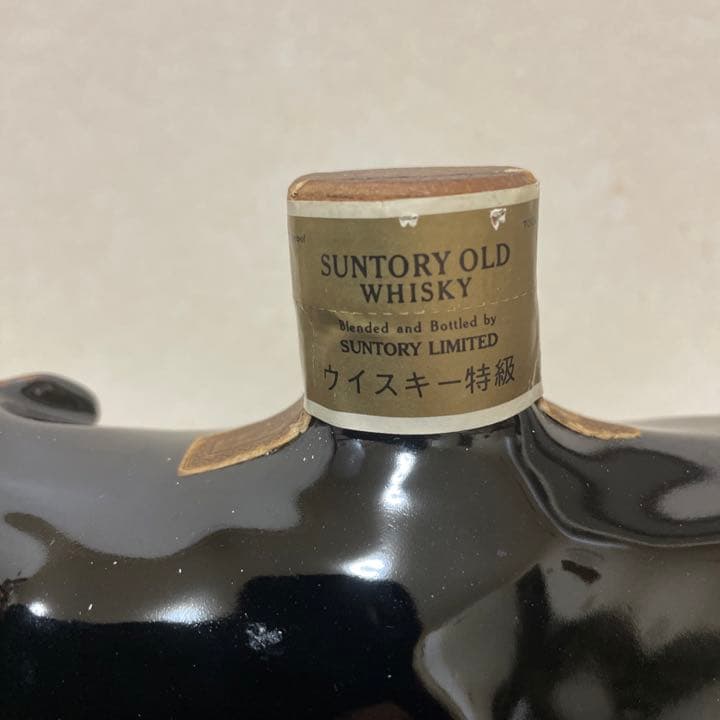 SUNTORY OLD
WHISKY
Blended and Bottled by
SUNTORY LIMITED
ウイスキー特級